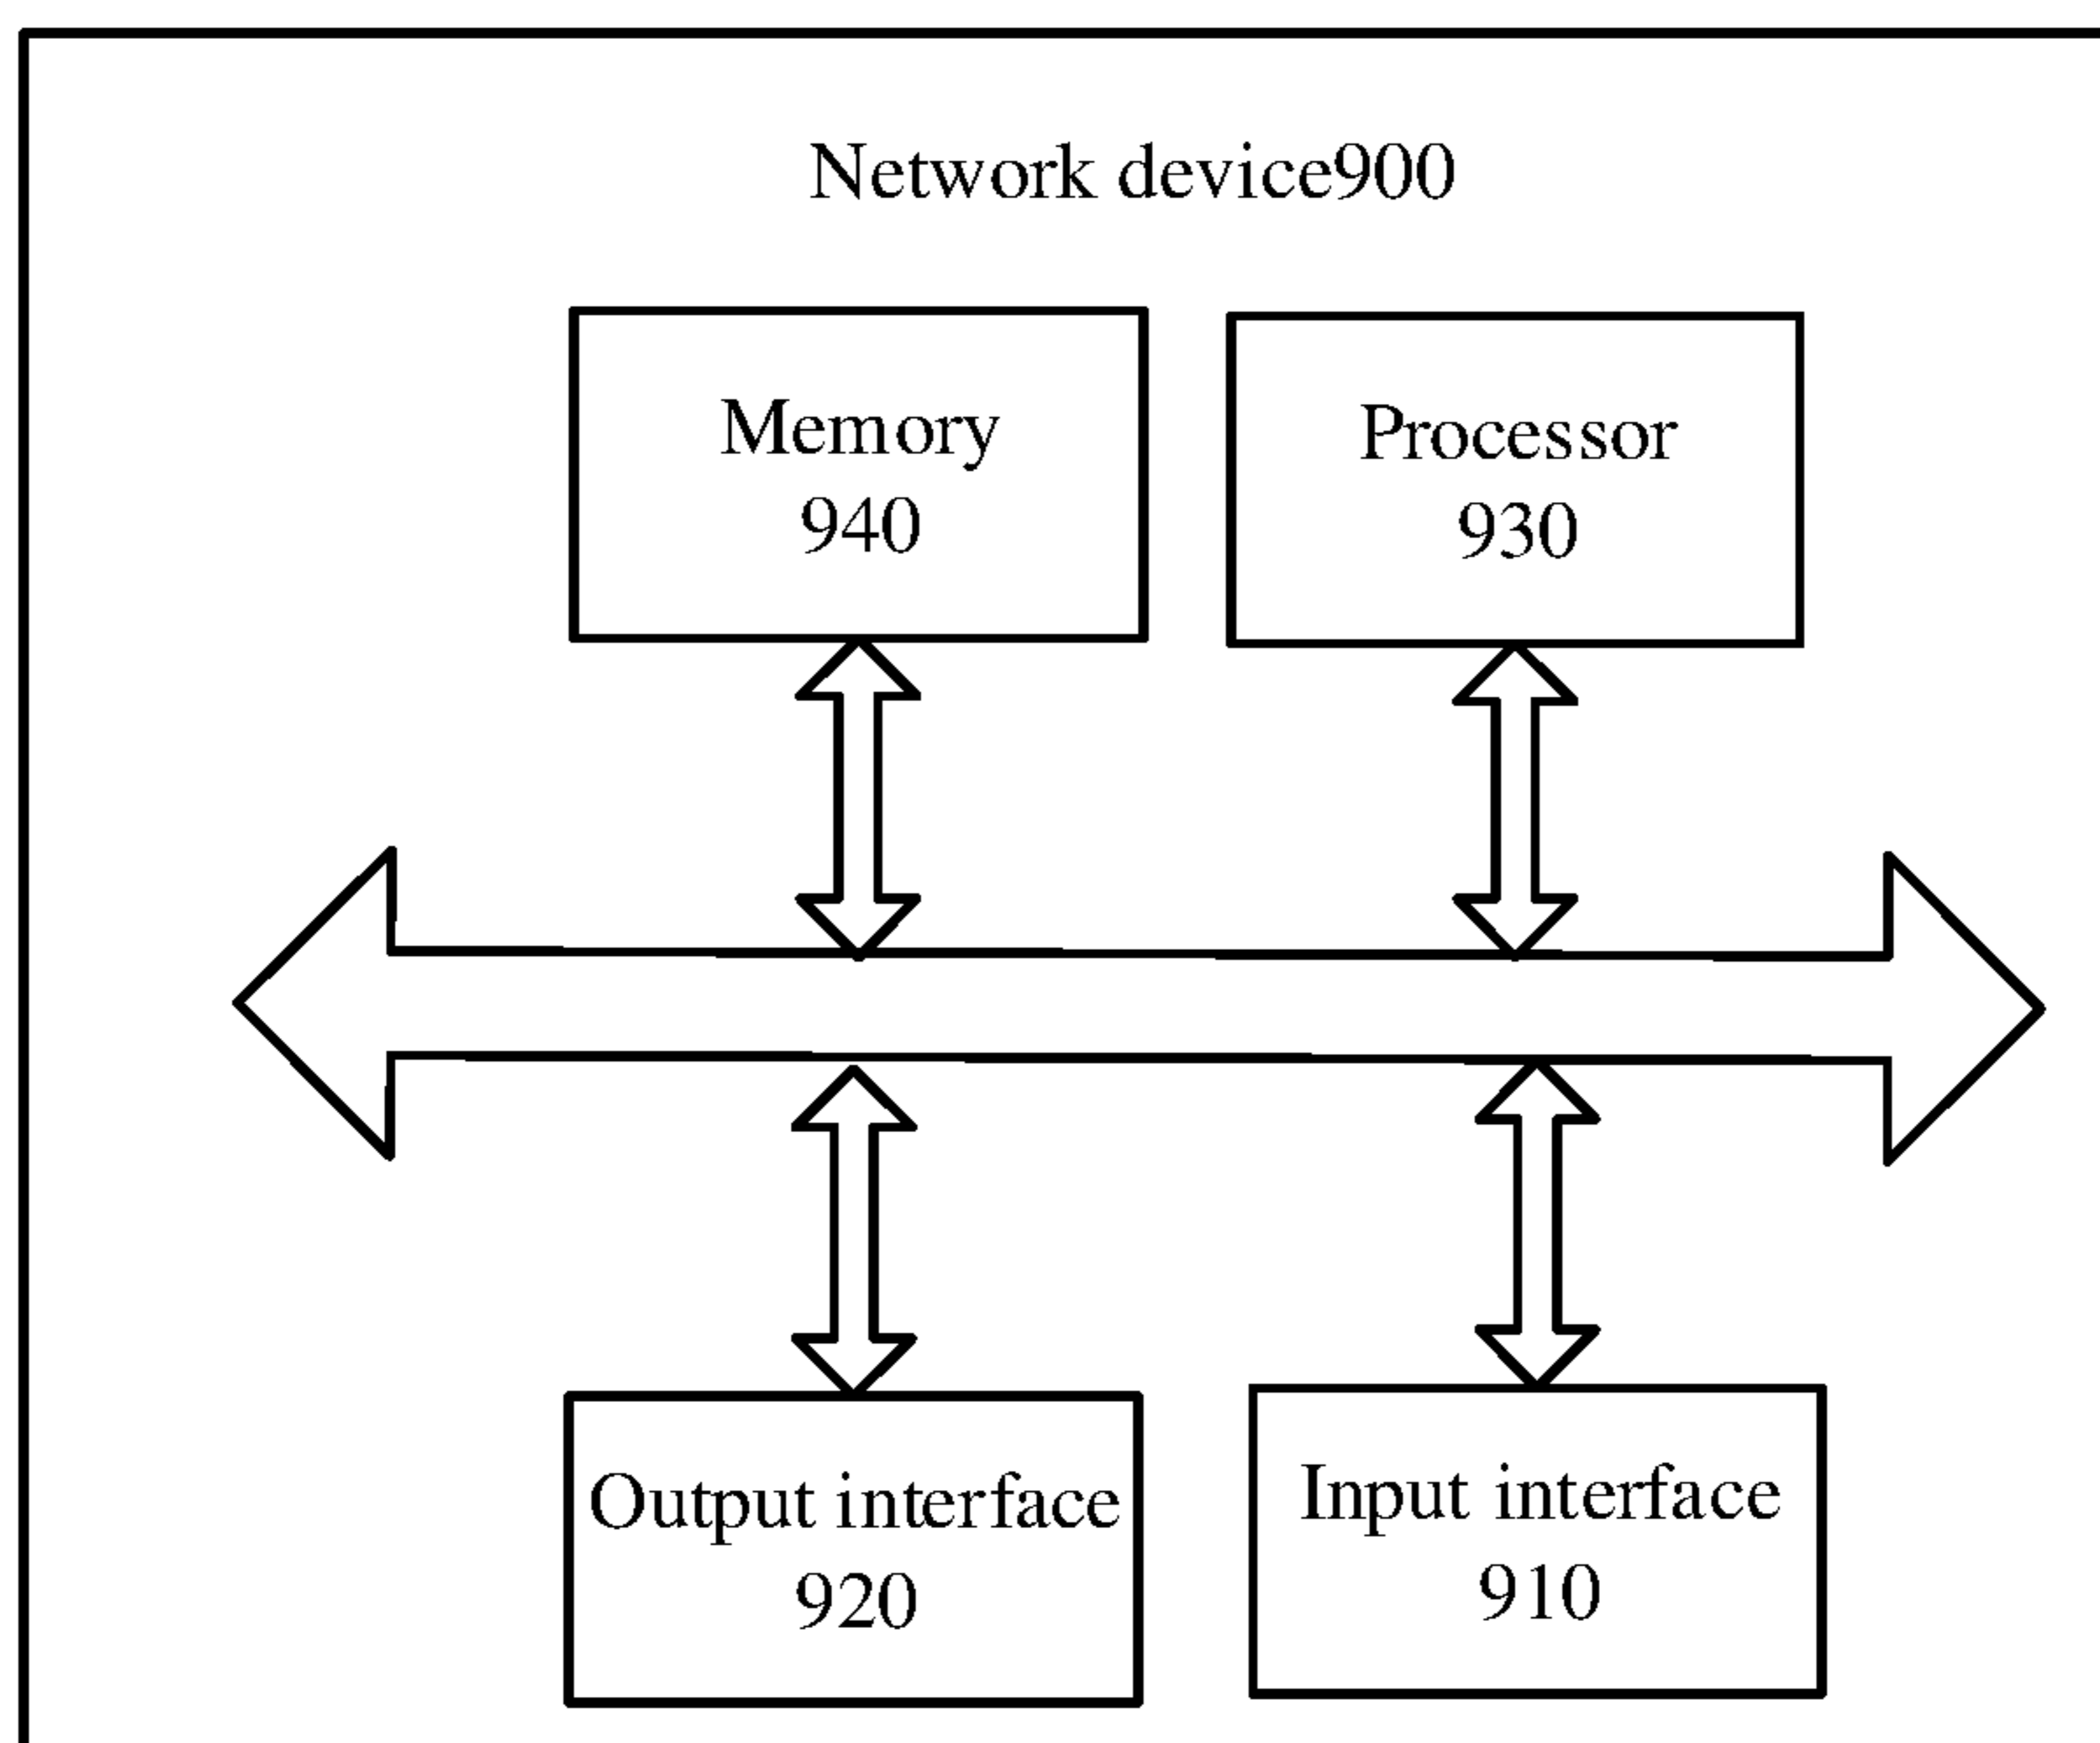 Network device900
Memory
940
Processor
930
Output interface
920
Input interface
910